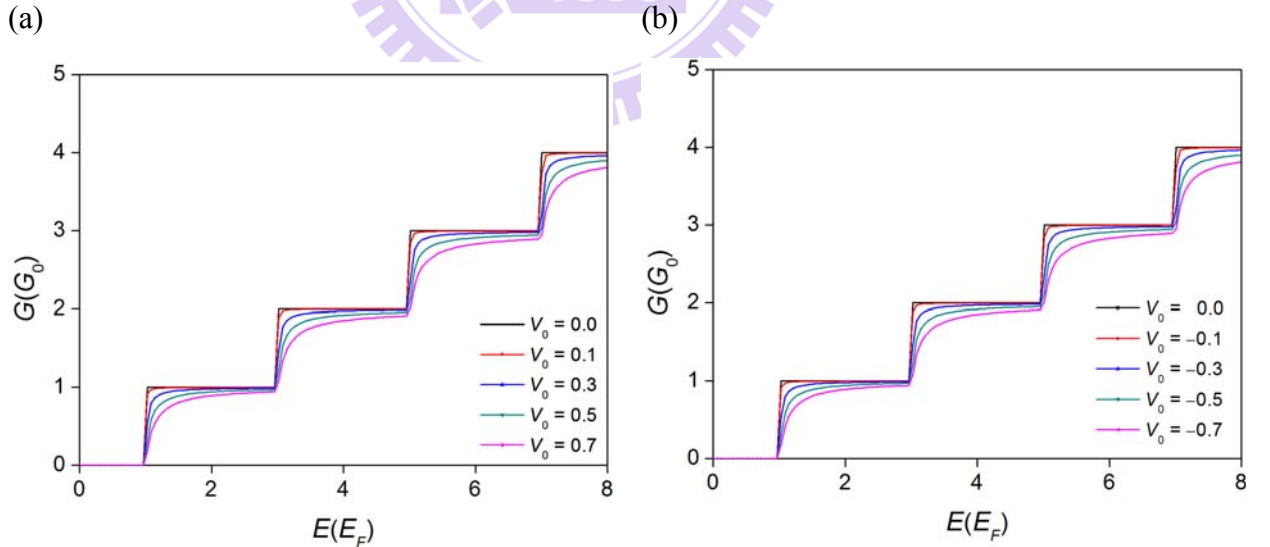 (a)
(b)
5
4
3
2
1
0
G(G₀)
V₀ = 0.0
V₀ = 0.1
V₀ = 0.3
V₀ = 0.5
V₀ = 0.7
0 2 4 6 8
E(E_F)
5
4
3
2
1
0
G(G₀)
V₀ = 0.0
V₀ = −0.1
V₀ = −0.3
V₀ = −0.5
V₀ = −0.7
0 2 4 6 8
E(E_F)